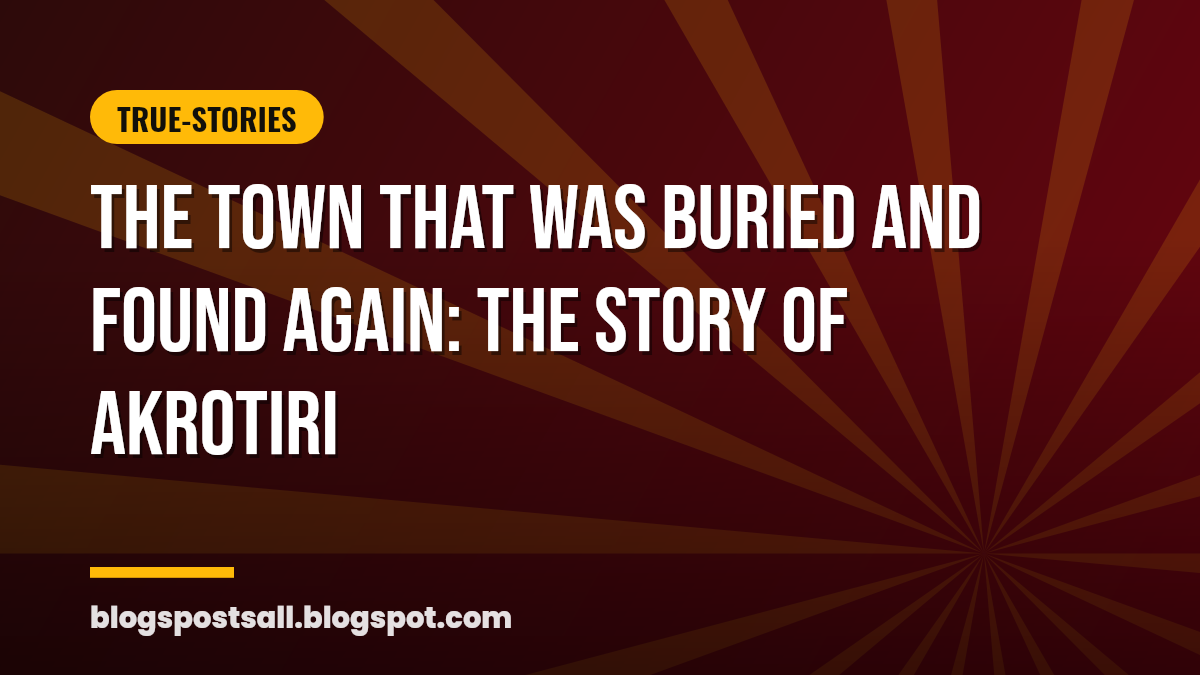 TRUE-STORIES
THE TOWN THAT WAS BURIED AND
FOUND AGAIN: THE STORY OF
AKROTIRI
blogspostsall.blogspot.com